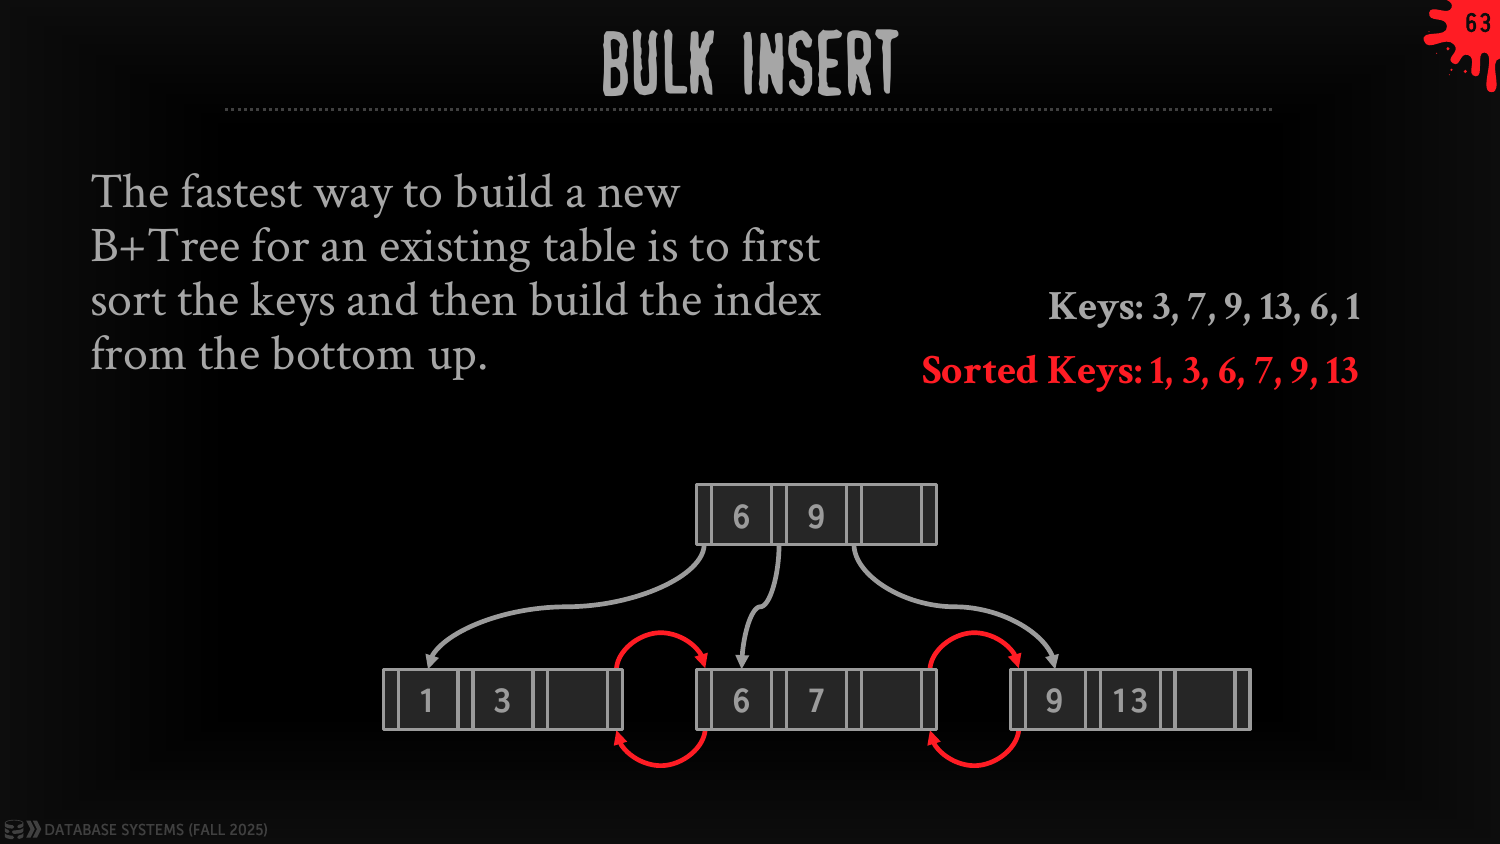 63
BULK INSERT
The fastest way to build a new
B+Tree for an existing table is to first
sort the keys and then build the index
from the bottom up.
Keys: 3, 7, 9, 13, 6, 1
Sorted Keys: 1, 3, 6, 7, 9, 13
6 9
1 3 6 7 9 13
DATABASE SYSTEMS (FALL 2025)